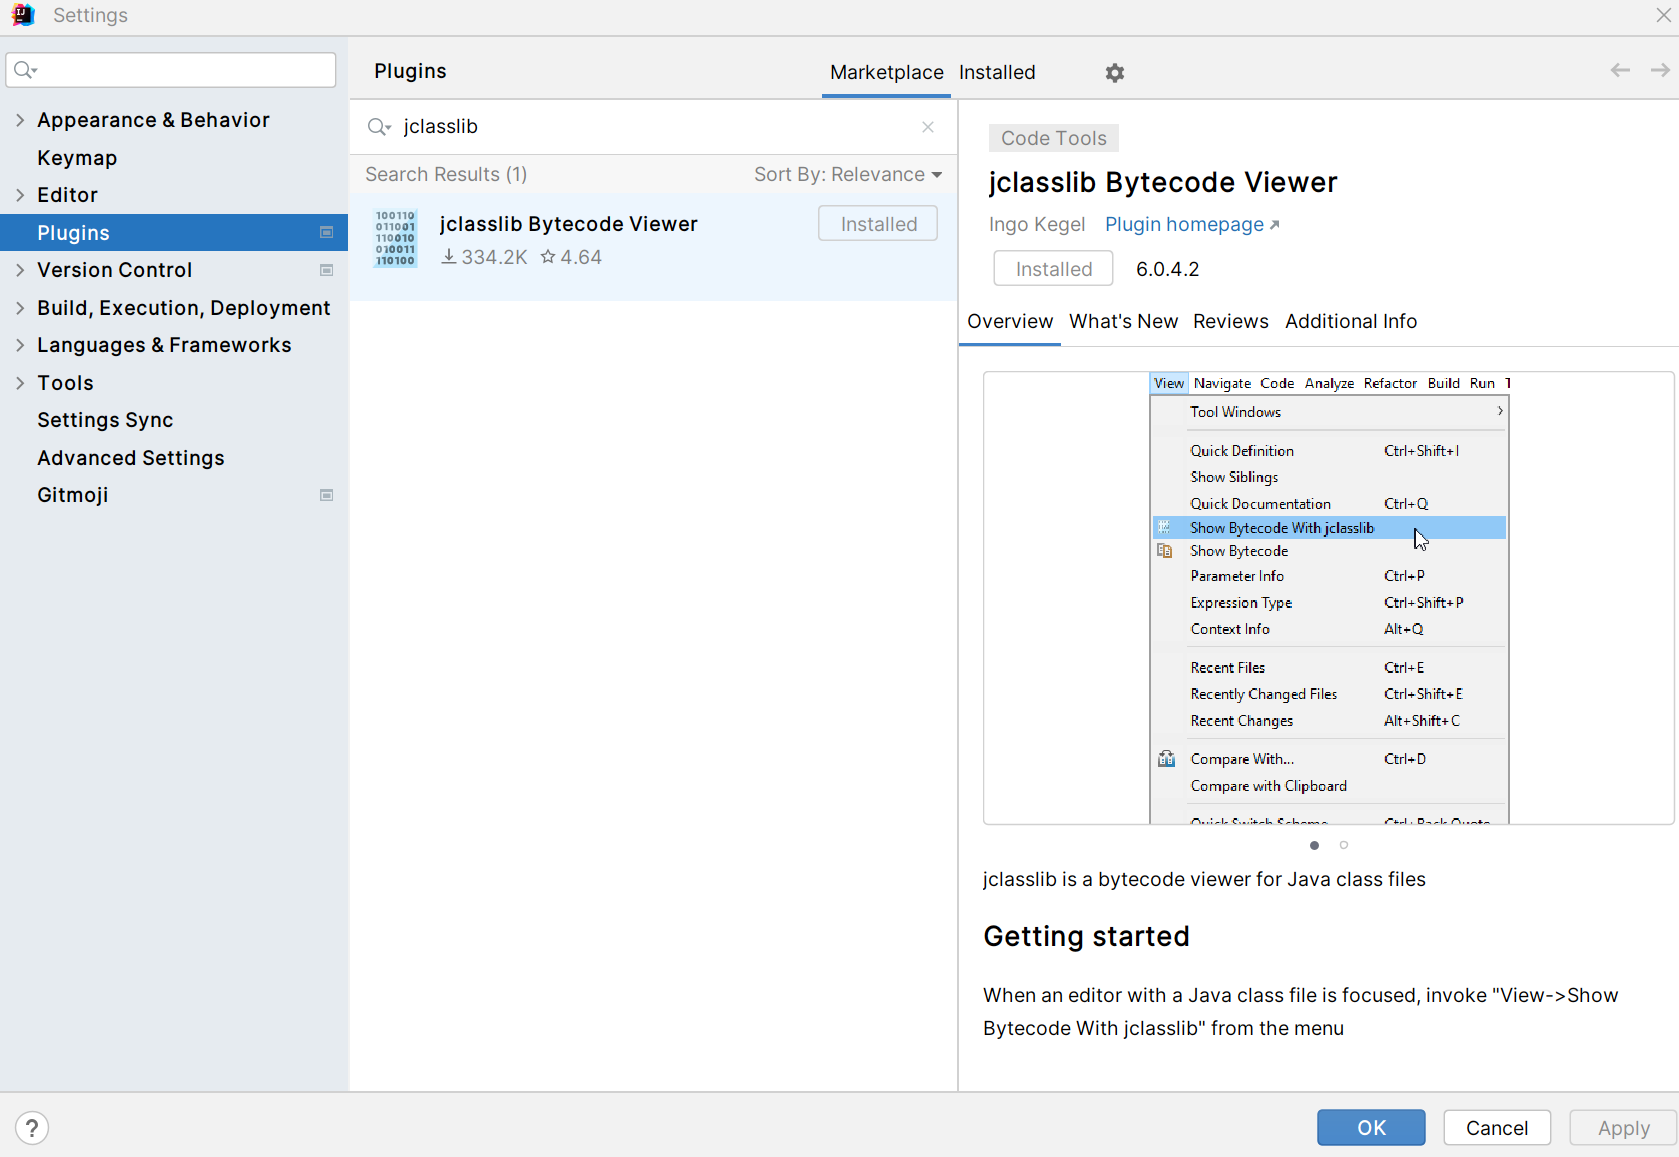 Settings
Appearance & Behavior
Keymap
Editor
Plugins
Version Control
Build, Execution, Deployment
Languages & Frameworks
Tools
Settings Sync
Advanced Settings
Gitmoji
Plugins
Marketplace Installed
jclasslib
Search Results (1) Sort By: Relevance
jclasslib Bytecode Viewer Installed
334.2K 4.64
Code Tools
jclasslib Bytecode Viewer
Ingo Kegel Plugin homepage
Installed 6.0.4.2
Overview What's New Reviews Additional Info
View Navigate Code Analyze Refactor Build Run
Tool Windows
Quick Definition Ctrl+Shift+I
Show Siblings
Quick Documentation Ctrl+Q
Show Bytecode With jclasslib
Show Bytecode
Parameter Info Ctrl+P
Expression Type Ctrl+Shift+P
Context Info Alt+Q
Recent Files Ctrl+E
Recently Changed Files Ctrl+Shift+E
Recent Changes Alt+Shift+C
Compare With... Ctrl+D
Compare with Clipboard
Quick Switch Scheme... Ctrl+Back Quote
jclasslib is a bytecode viewer for Java class files
Getting started
When an editor with a Java class file is focused, invoke "View->Show
Bytecode With jclasslib" from the menu
? OK Cancel Apply